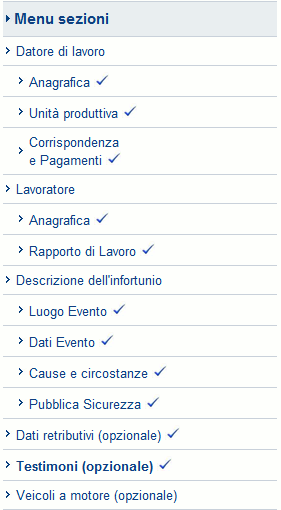 Menu sezioni
Datore di lavoro
Anagrafica
Unità produttiva
Corrispondenza
e Pagamenti
Lavoratore
Anagrafica
Rapporto di Lavoro
Descrizione dell'infortunio
Luogo Evento
Dati Evento
Cause e circostanze
Pubblica Sicurezza
Dati retributivi (opzionale)
Testimoni (opzionale)
Veicoli a motore (opzionale)